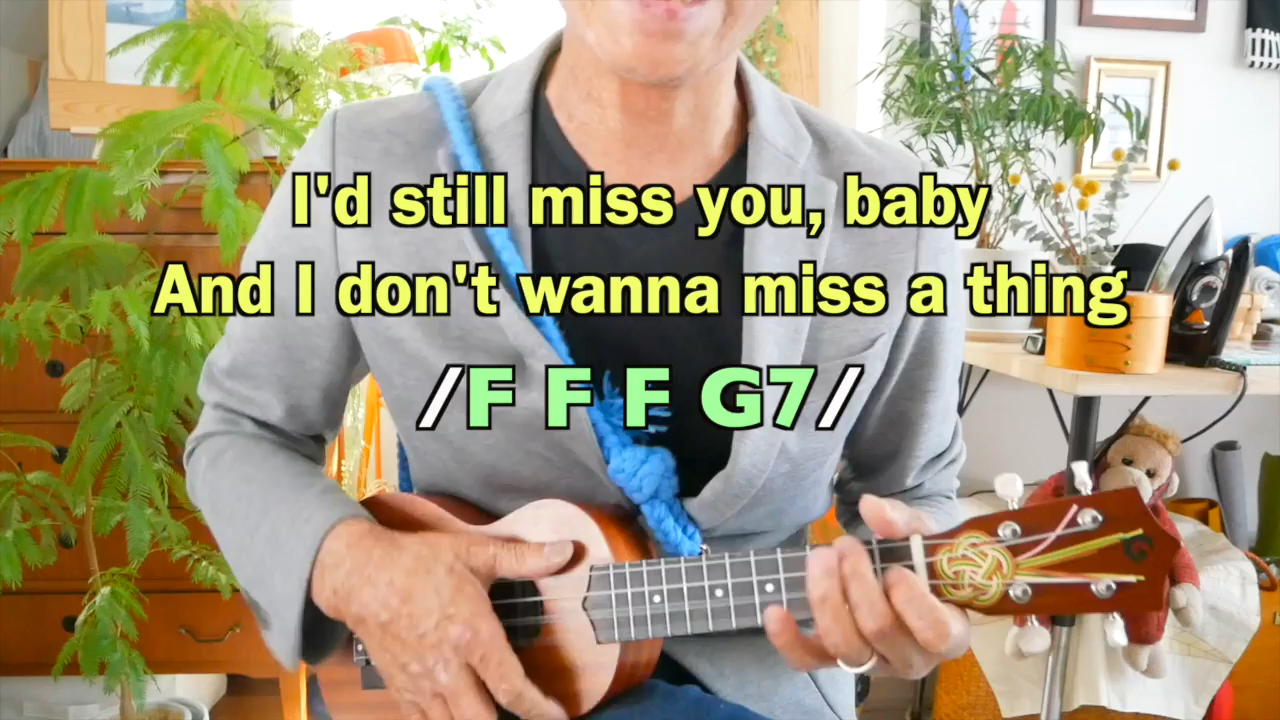 I'd still miss you, baby
And I don't wanna miss a thing
/F F F G7/